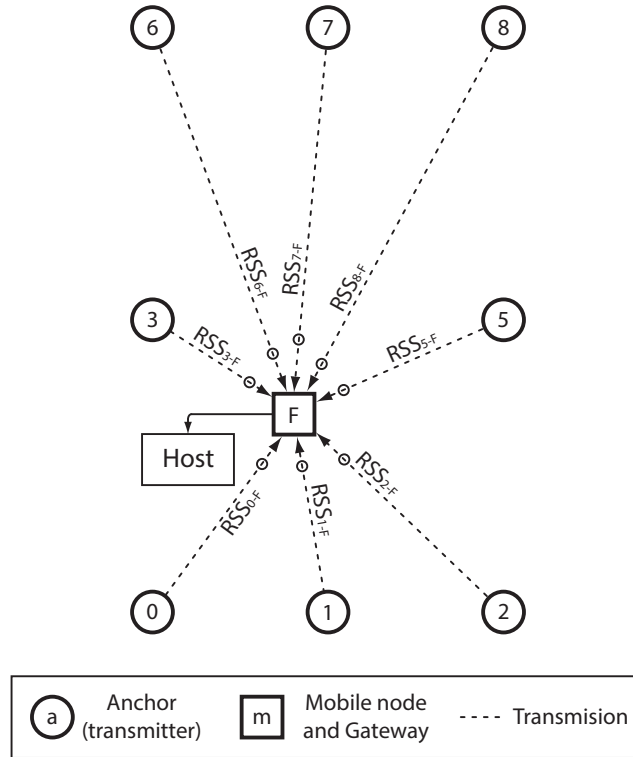 6 7 8
RSS6-F
RSS7-F
RSS8-F
3
RSS3-F
RSS5-F
5
F
Host
RSS0-F
RSS1-F
RSS2-F
0 1 2
a
Anchor
(transmitter)
m
Mobile node
and Gateway
Transmision